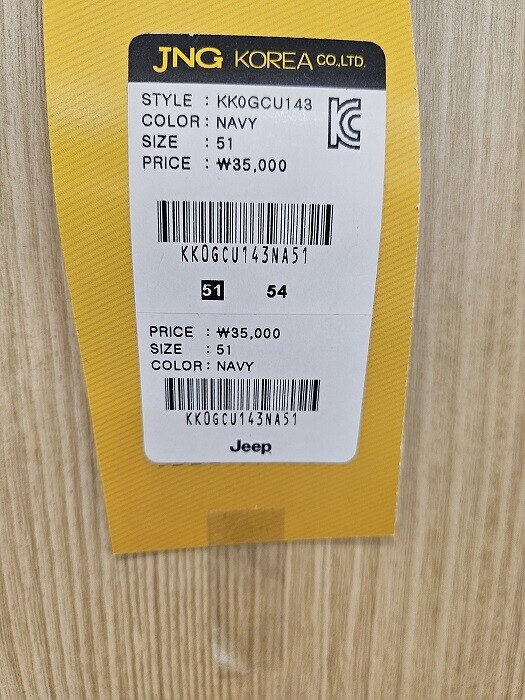 JNG KOREA CO.,LTD.
STYLE : KK0GCU143
COLOR : NAVY
SIZE : 51
PRICE : ₩35,000
KK0GCU143NA51
51 54
PRICE : ₩35,000
SIZE : 51
COLOR : NAVY
KK0GCU143NA51
Jeep